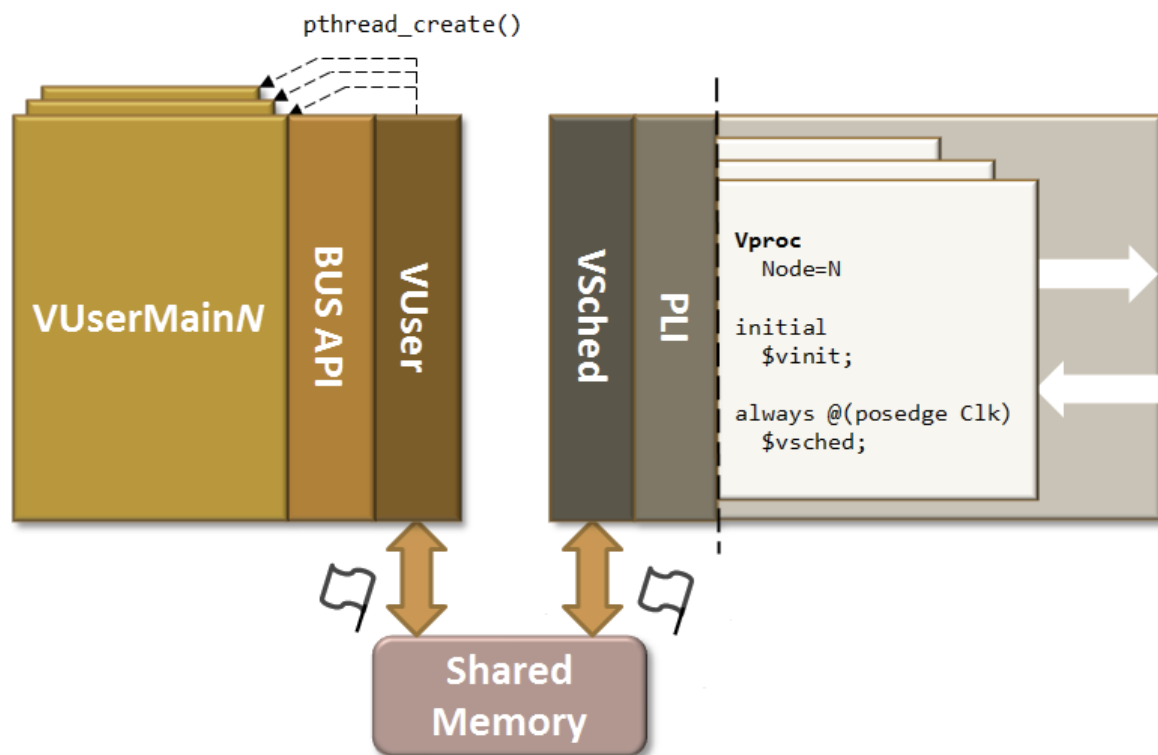 pthread_create()
VUserMainN
BUS API
VUser
VSched
PLI
Vproc
Node=N
initial
$vinit;
always @(posedge Clk)
$vsched;
Shared
Memory